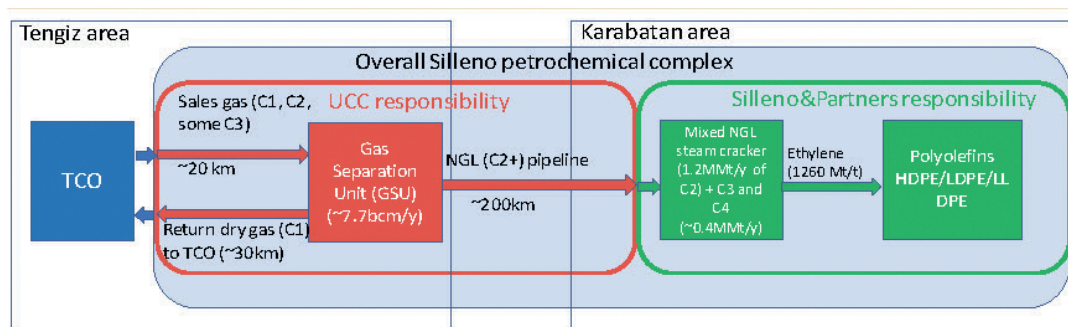 Tengiz area
Karabatan area
Overall Silleno petrochemical complex
UCC responsibility
Silleno&Partners responsibility
TCO
Sales gas (C1, C2,
some C3)
~20 km
Return dry gas (C1)
to TCO (~30km)
Gas
Separation
Unit (GSU)
(~7.7bcm/y)
NGL (C2+) pipeline
~200km
Mixed NGL
steam cracker
(1.2MMt/y of
C2) + C3 and
C4
(~0.4MMt/y)
Ethylene
(1260 Mt/t)
Polyolefins
HDPE/LDPE/LL
DPE